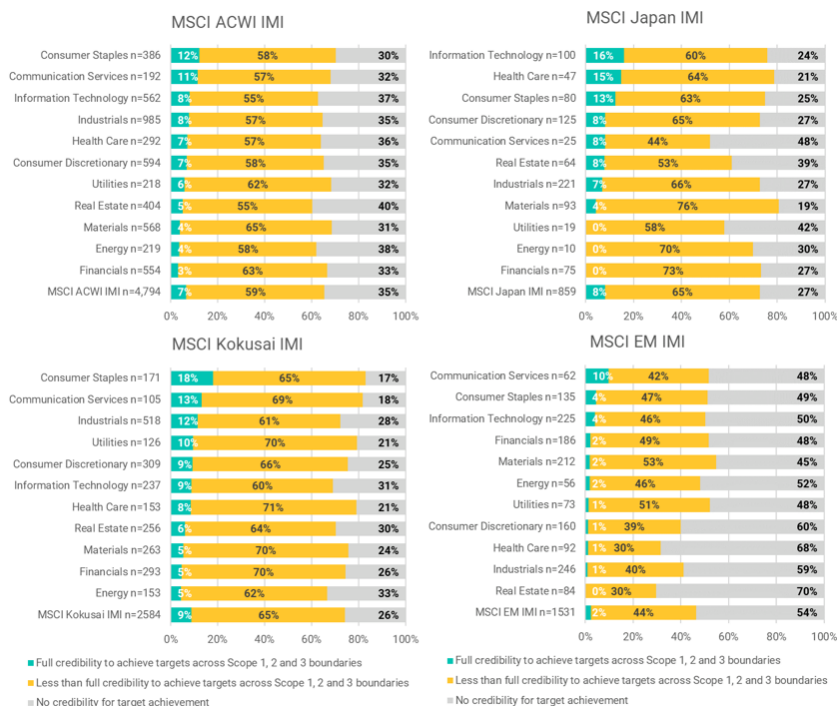 MSCI ACWI IMI
Consumer Staples n=386 12% 58% 30%
Communication Services n=192 11% 57% 32%
Information Technology n=562 8% 55% 37%
Industrials n=985 8% 57% 35%
Health Care n=292 7% 57% 36%
Consumer Discretionary n=594 7% 58% 35%
Utilities n=218 6% 62% 32%
Real Estate n=404 5% 55% 40%
Materials n=568 4% 65% 31%
Energy n=219 4% 58% 38%
Financials n=554 3% 63% 33%
MSCI ACWI IMI n=4,794 7% 59% 35%
0% 20% 40% 60% 80% 100%
MSCI Japan IMI
Information Technology n=100 16% 60% 24%
Health Care n=47 15% 64% 21%
Consumer Staples n=80 13% 63% 25%
Consumer Discretionary n=125 8% 65% 27%
Communication Services n=25 8% 44% 48%
Real Estate n=64 8% 53% 39%
Industrials n=221 7% 66% 27%
Materials n=93 4% 76% 19%
Utilities n=19 0% 58% 42%
Energy n=10 0% 70% 30%
Financials n=75 0% 73% 27%
MSCI Japan IMI n=859 8% 65% 27%
0% 20% 40% 60% 80% 100%
MSCI Kokusai IMI
Consumer Staples n=171 18% 65% 17%
Communication Services n=105 13% 69% 18%
Industrials n=518 12% 61% 28%
Utilities n=126 10% 70% 21%
Consumer Discretionary n=309 9% 66% 25%
Information Technology n=237 9% 60% 31%
Health Care n=153 8% 71% 21%
Real Estate n=256 6% 64% 30%
Materials n=263 5% 70% 24%
Financials n=293 5% 70% 26%
Energy n=153 5% 62% 33%
MSCI Kokusai IMI n=2584 9% 65% 26%
0% 20% 40% 60% 80% 100%
Full credibility to achieve targets across Scope 1, 2 and 3 boundaries
Less than full credibility to achieve targets across Scope 1, 2 and 3 boundaries
No credibility for target achievement
MSCI EM IMI
Communication Services n=62 10% 42% 48%
Consumer Staples n=135 4% 47% 49%
Information Technology n=225 4% 46% 50%
Financials n=186 2% 49% 48%
Materials n=212 2% 53% 45%
Energy n=56 2% 46% 52%
Utilities n=73 1% 51% 48%
Consumer Discretionary n=160 1% 39% 60%
Health Care n=92 1% 30% 68%
Industrials n=246 1% 40% 59%
Real Estate n=84 0% 30% 70%
MSCI EM IMI n=1531 2% 44% 54%
0% 20% 40% 60% 80% 100%
Full credibility to achieve targets across Scope 1, 2 and 3 boundaries
Less than full credibility to achieve targets across Scope 1, 2 and 3 boundaries
No credibility for target achievement